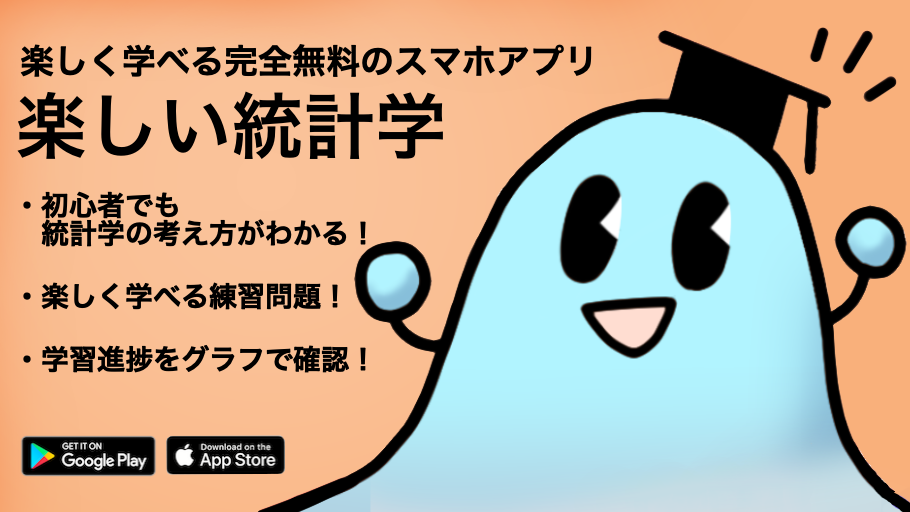 楽しく学べる完全無料のスマホアプリ
楽しい統計学
・初心者でも
統計学の考え方がわかる！
・楽しく学べる練習問題！
・学習進捗をグラフで確認！
GET IT ON
Google Play
Download on the
App Store